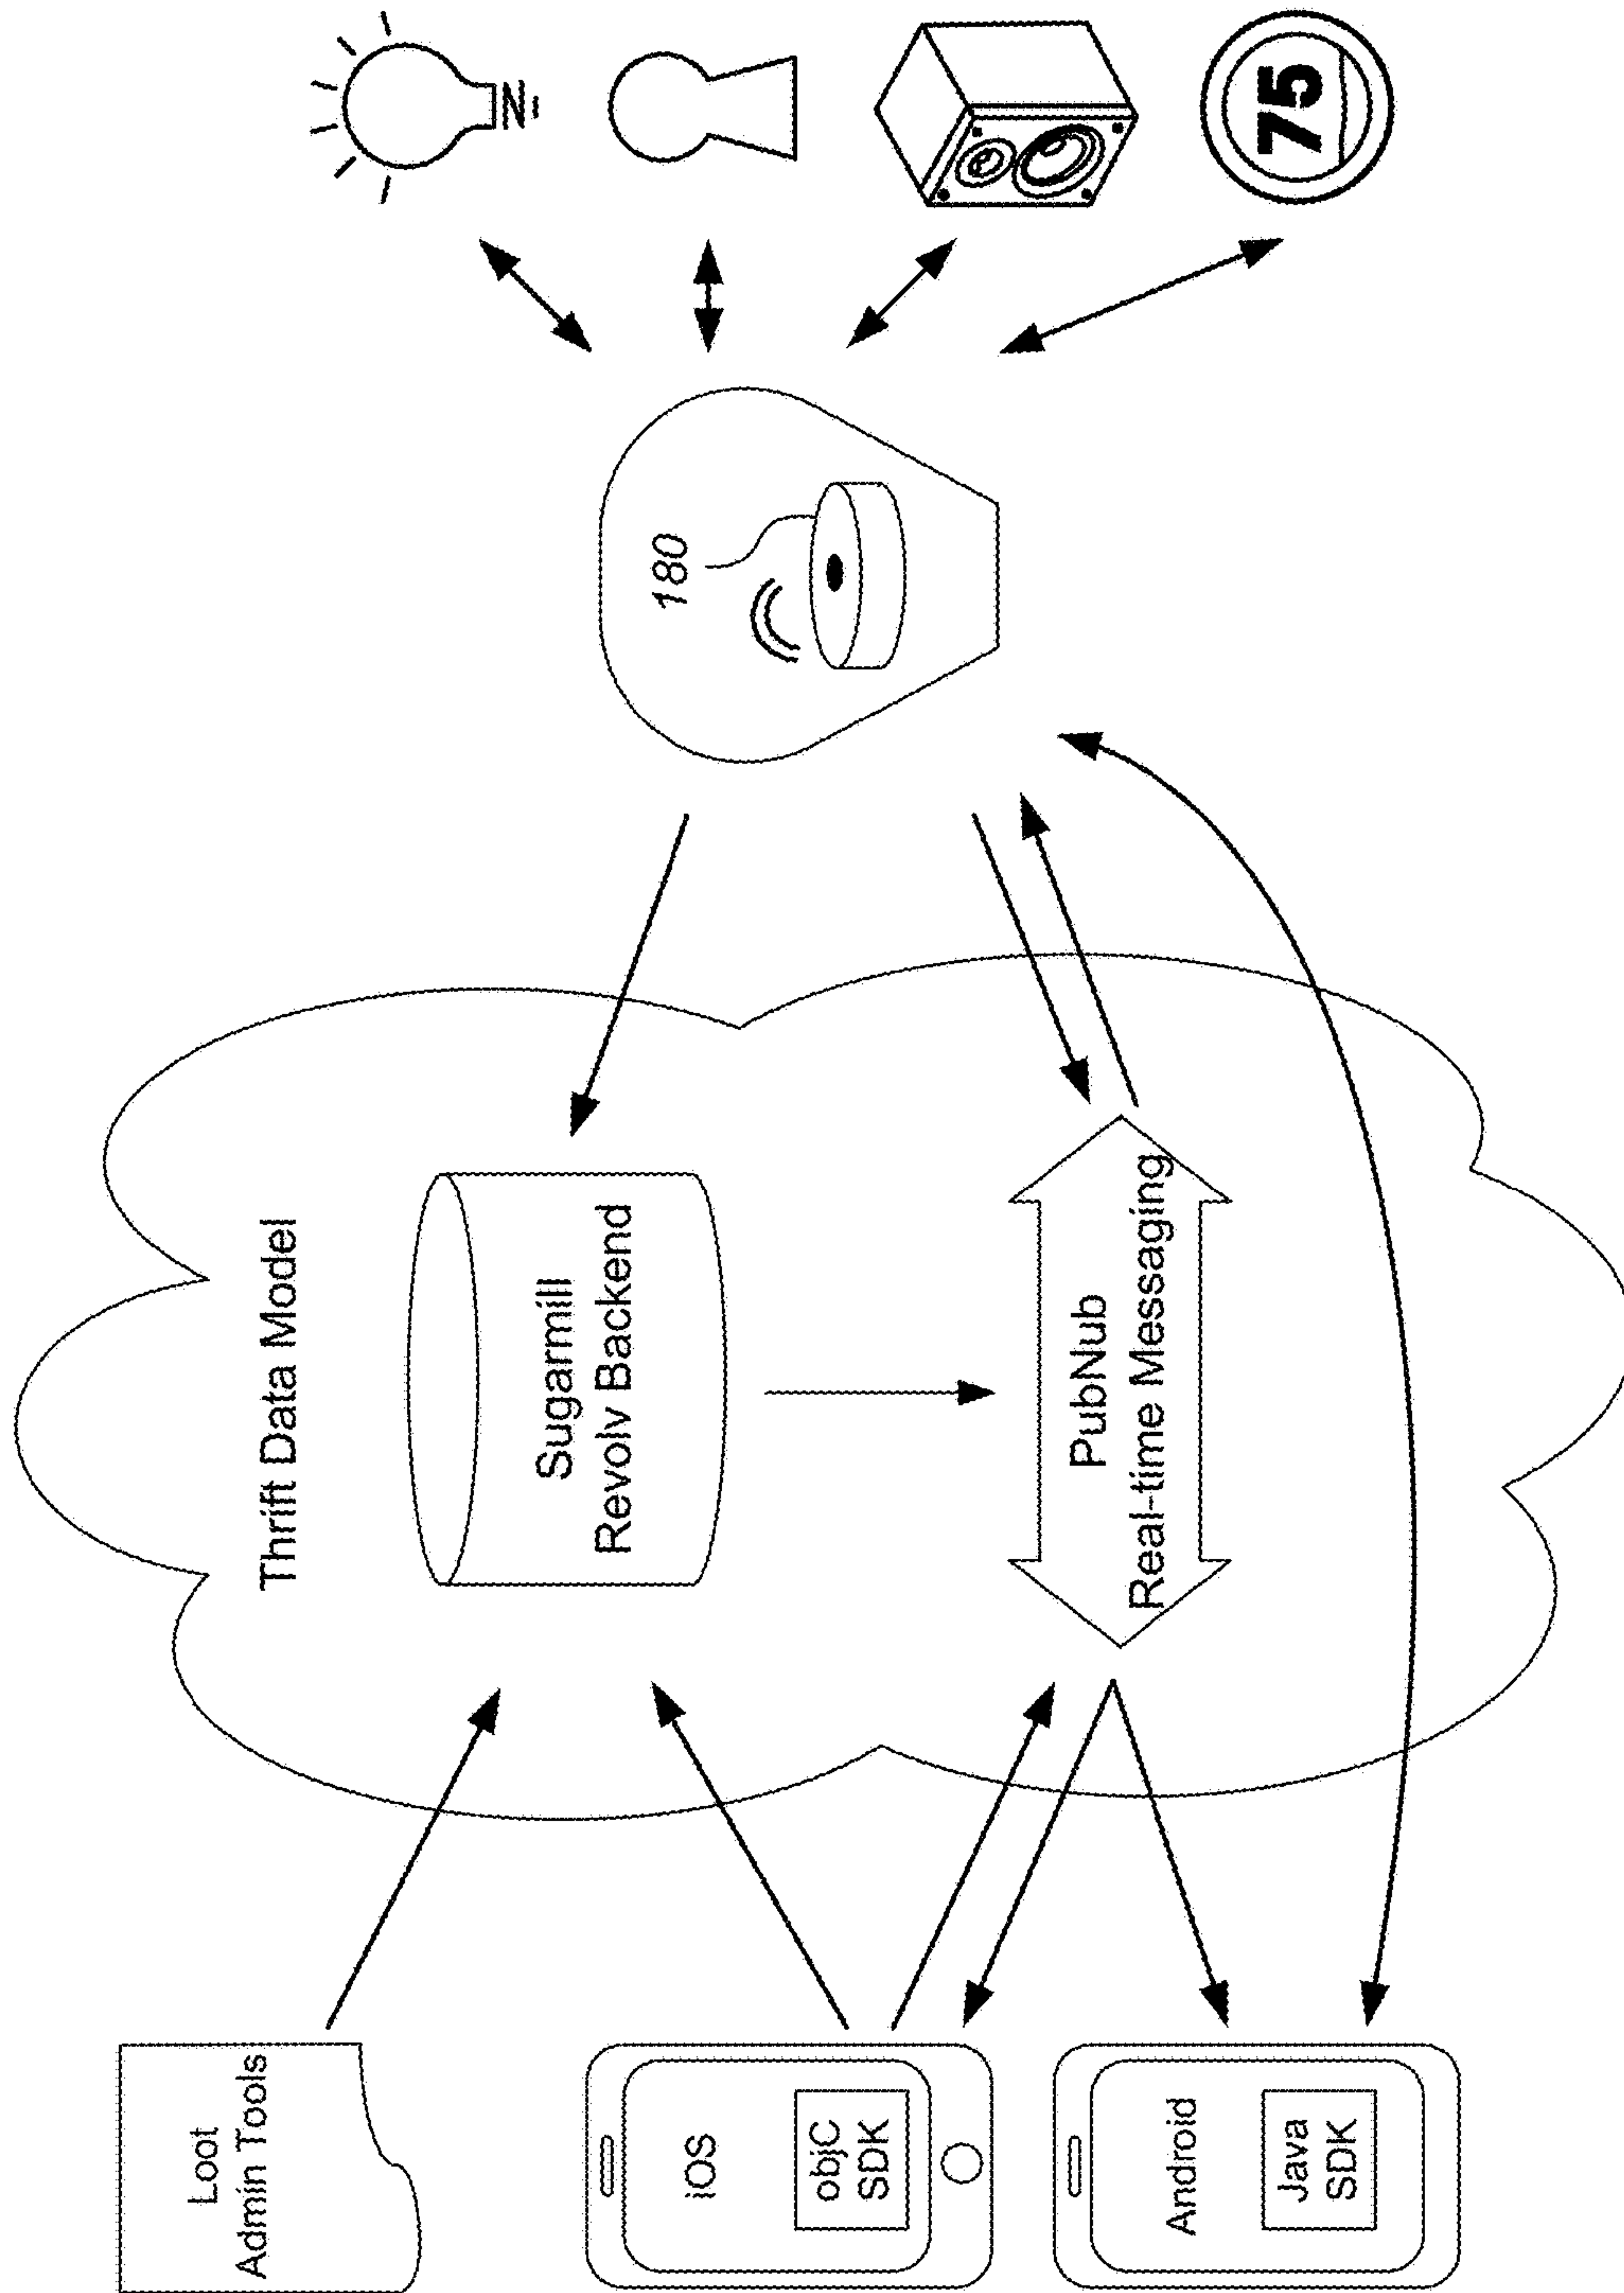 Loot
Admin Tools
iOS
objC
SDK
Android
Java
SDK
Thrift Data Model
Sugarmill
Revolv Backend
PubNub
Real-time Messaging
180
75